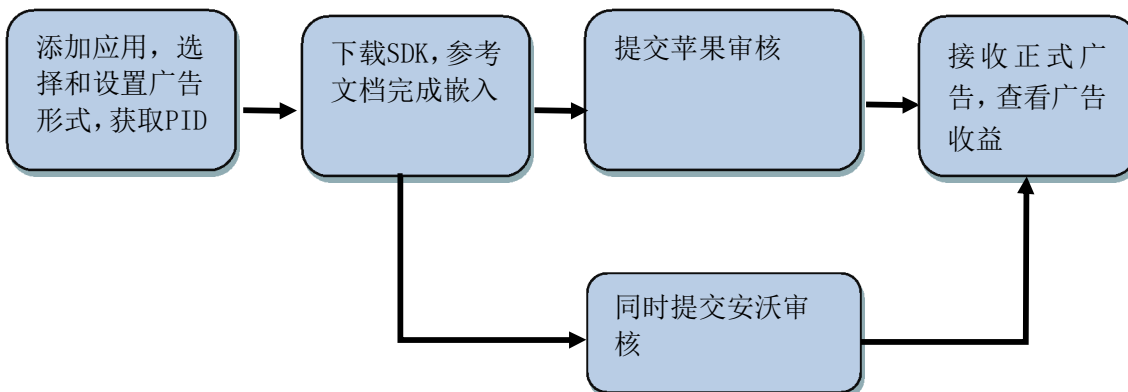 添加应用，选
择和设置广告
形式，获取PID
下载SDK，参考
文档完成嵌入
提交苹果审核
接收正式广
告，查看广告
收益
同时提交安沃审
核